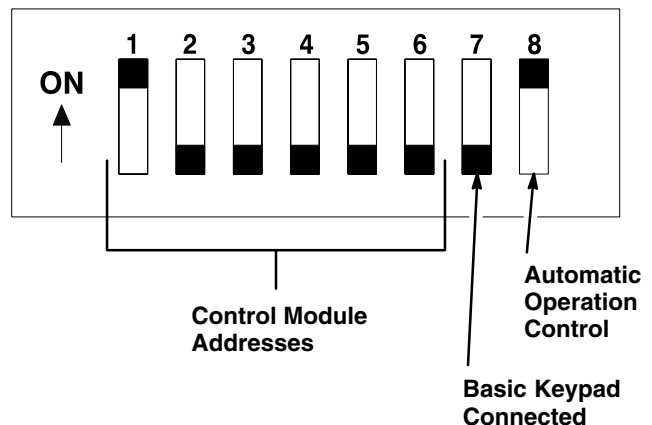 1 2 3 4 5 6 7 8
ON
Control Module
Addresses
Automatic
Operation
Control
Basic Keypad
Connected